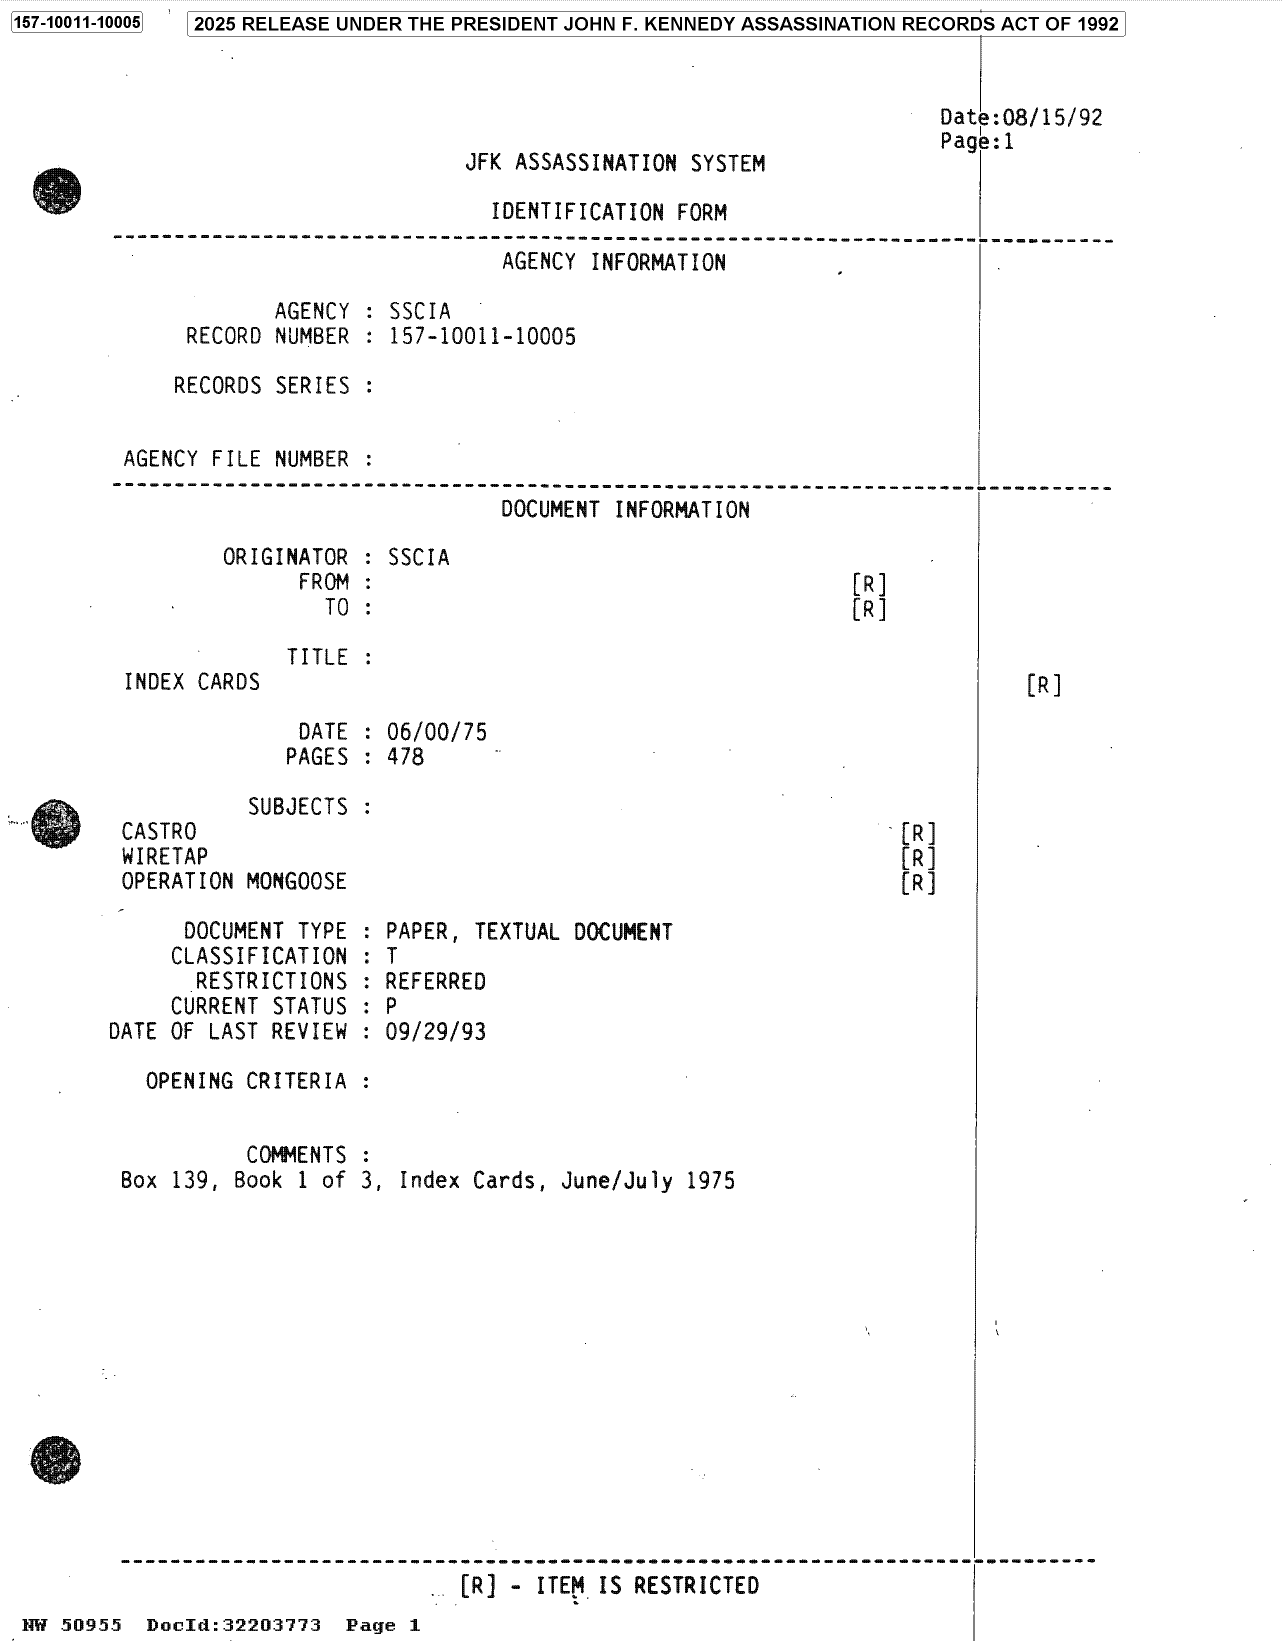 157-10011-10005
2025 RELEASE UNDER THE PRESIDENT JOHN F. KENNEDY ASSASSINATION RECORDS ACT OF 1992
Date:08/15/92
Page:1
JFK ASSASSINATION SYSTEM
IDENTIFICATION FORM
AGENCY INFORMATION
AGENCY : SSCIA
RECORD NUMBER : 157-10011-10005
RECORDS SERIES :
AGENCY FILE NUMBER :
DOCUMENT INFORMATION
ORIGINATOR : SSCIA
FROM : [R]
TO : [R]
TITLE :
INDEX CARDS [R]
DATE : 06/00/75
PAGES : 478
SUBJECTS :
CASTRO [R]
WIRETAP [R]
OPERATION MONGOOSE [R]
DOCUMENT TYPE : PAPER, TEXTUAL DOCUMENT
CLASSIFICATION : T
RESTRICTIONS : REFERRED
CURRENT STATUS : P
DATE OF LAST REVIEW : 09/29/93
OPENING CRITERIA :
COMMENTS :
Box 139, Book 1 of 3, Index Cards, June/July 1975
[R] - ITEM IS RESTRICTED
NW 50955 DocId:32203773 Page 1